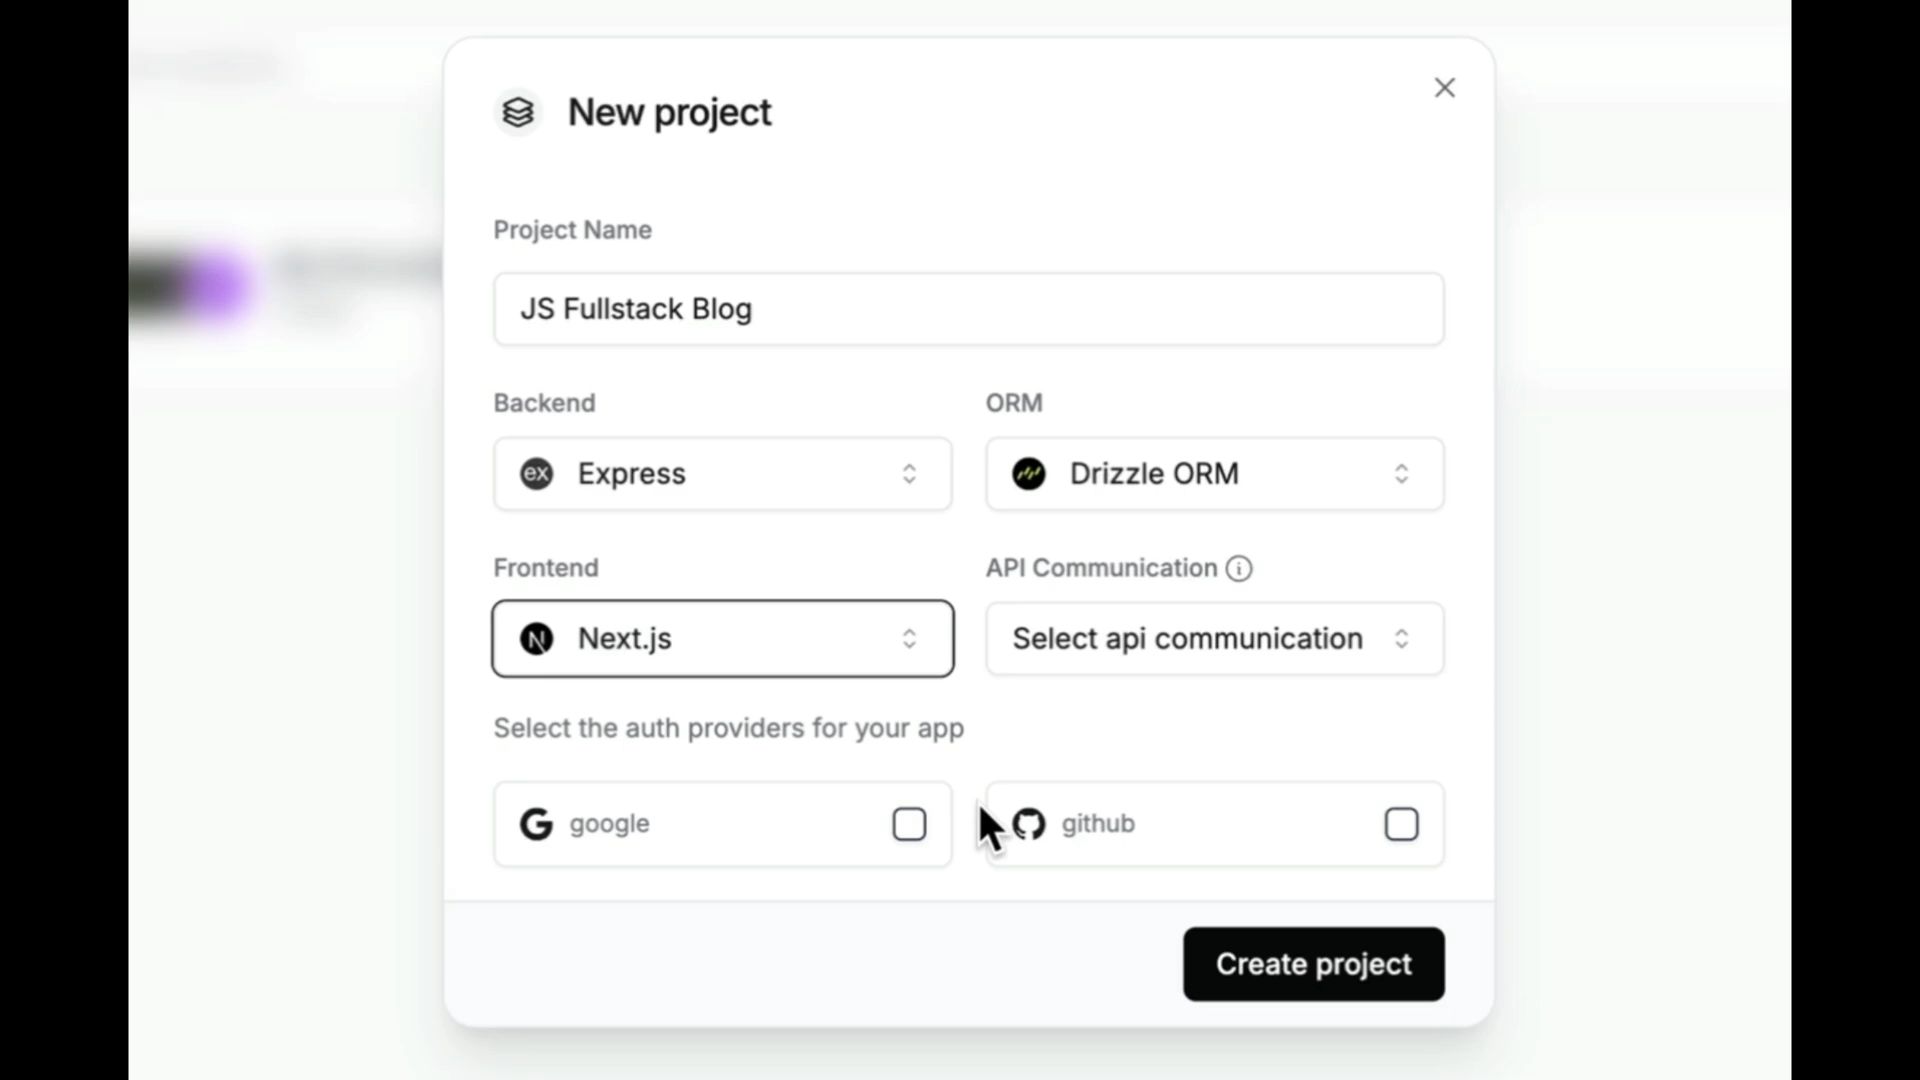 New project
Project Name
JS Fullstack Blog
Backend
ORM
ex Express
Drizzle ORM
Frontend
API Communication
N Next.js
Select api communication
Select the auth providers for your app
G google
github
Create project